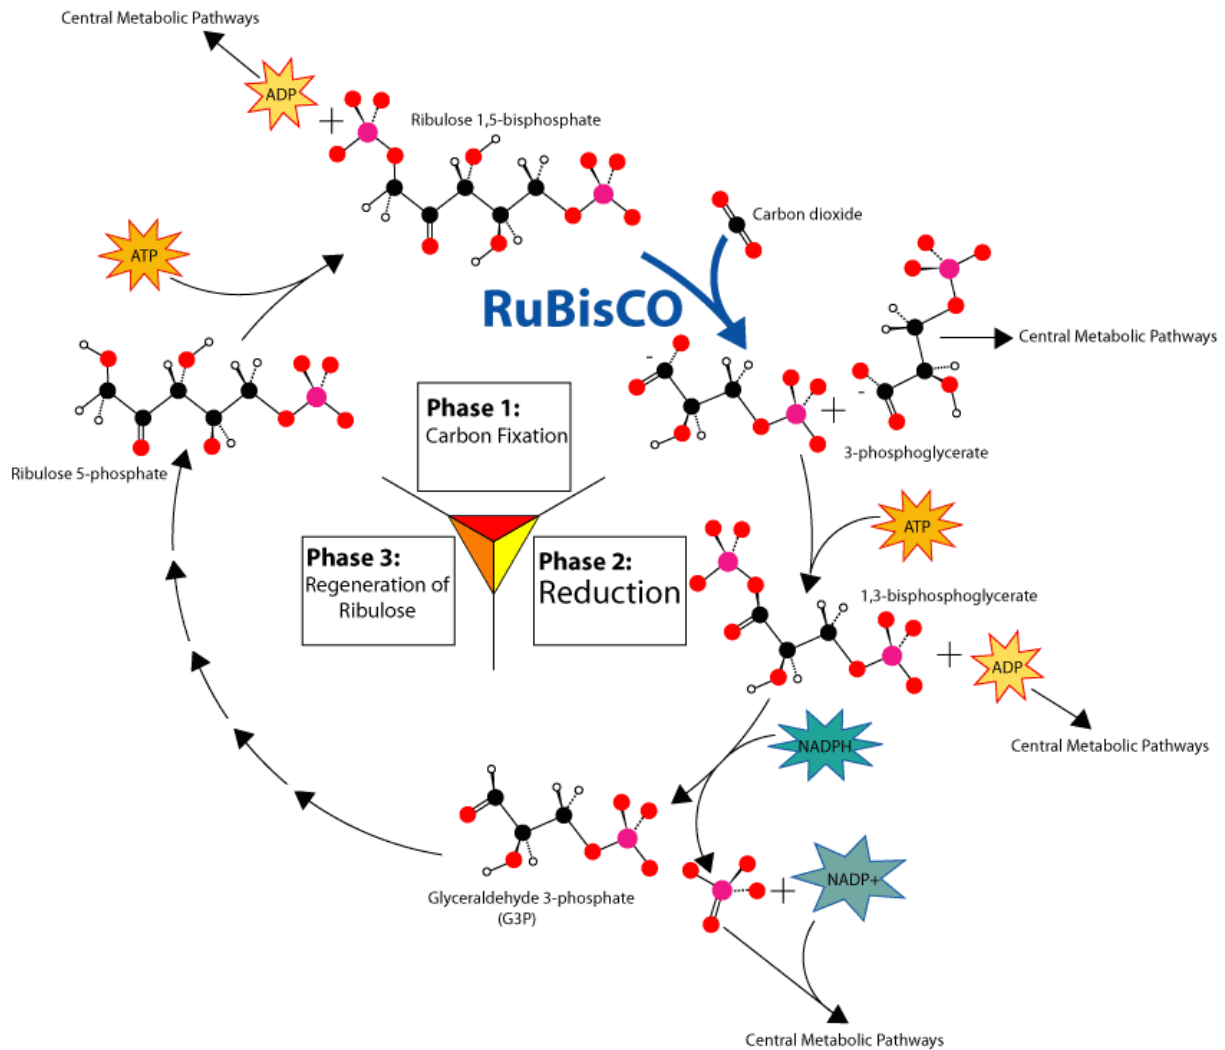 Central Metabolic Pathways
ADP
Ribulose 1,5-bisphosphate
Carbon dioxide
ATP
RuBisCO
Central Metabolic Pathways
Phase 1:
Carbon Fixation
3-phosphoglycerate
Ribulose 5-phosphate
ATP
Phase 3:
Regeneration of
Ribulose
Phase 2:
Reduction
1,3-bisphosphoglycerate
ADP
NADPH
Central Metabolic Pathways
Glyceraldehyde 3-phosphate
(G3P)
NADP+
Central Metabolic Pathways